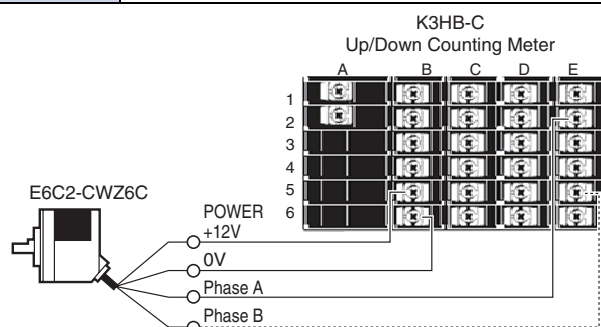 K3HB-C
Up/Down Counting Meter
A B C D E
1
2
3
4
5
6
E6C2-CWZ6C
POWER
+12V
0V
Phase A
Phase B